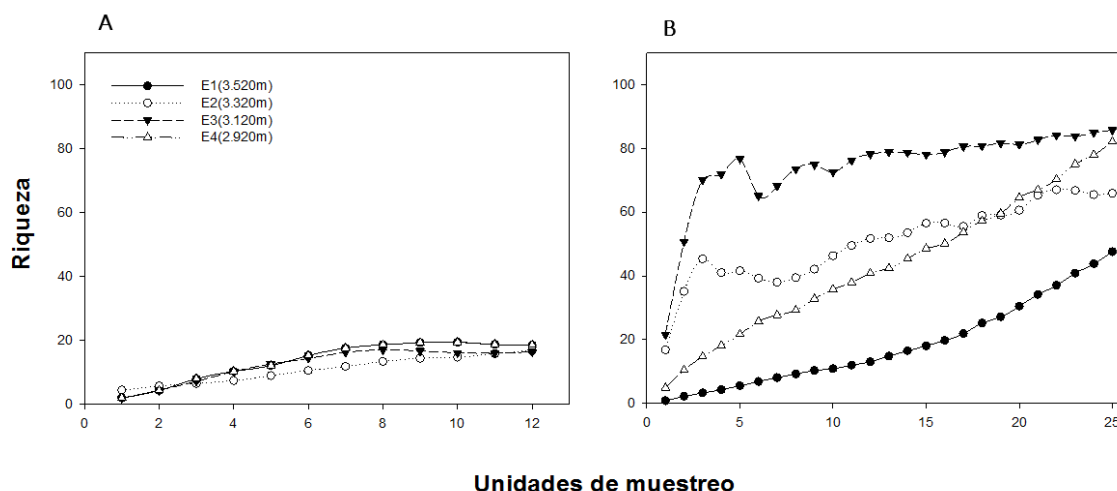 A
B
Riqueza
100
80
60
40
20
0
E1(3.520m)
E2(3.320m)
E3(3.120m)
E4(2.920m)
0 2 4 6 8 10 12
100
80
60
40
20
0
0 5 10 15 20 25
Unidades de muestreo